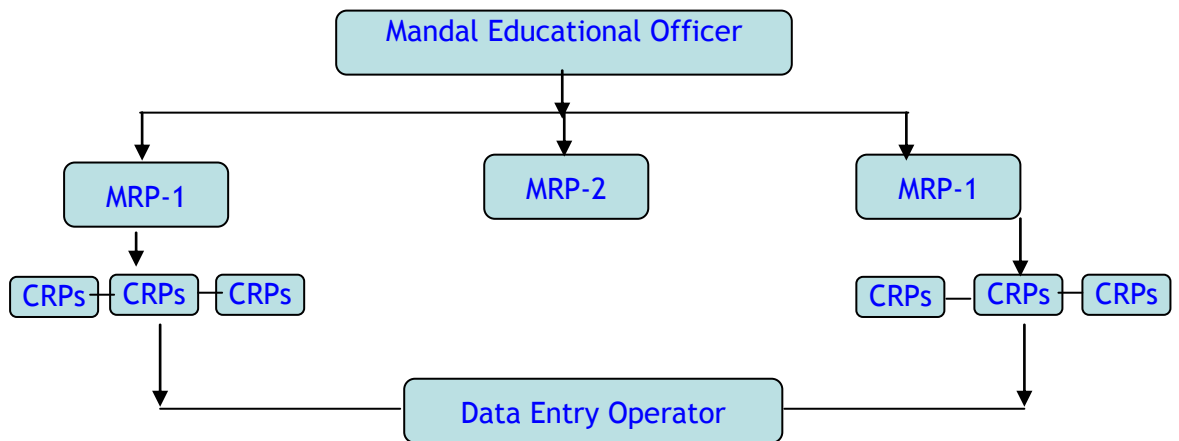 Mandal Educational Officer
MRP-1
MRP-2
MRP-1
CRPs
CRPs
CRPs
CRPs
CRPs
CRPs
Data Entry Operator